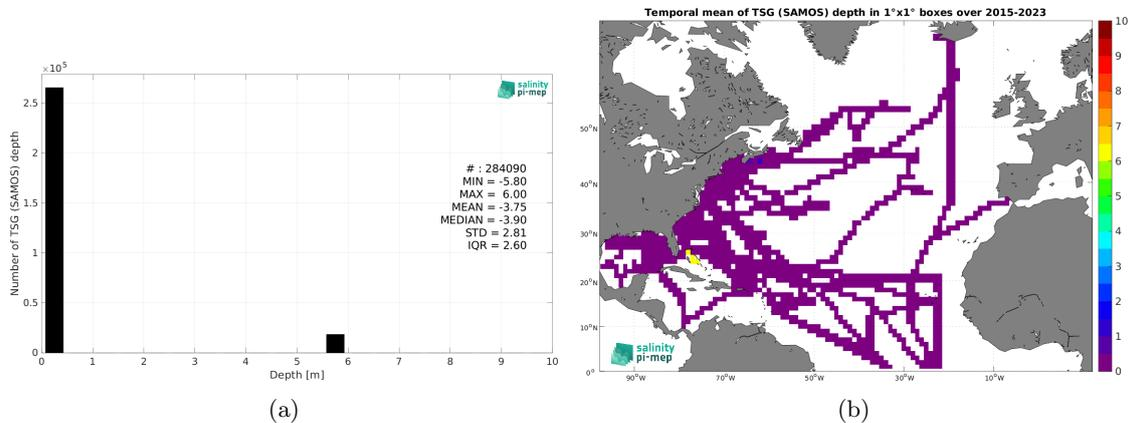 Temporal mean of TSG (SAMOS) depth in 1°x1° boxes over 2015-2023
×10⁵
Number of TSG (SAMOS) depth
2.5
2
1.5
1
0.5
0
salinity
pi-mep
# : 284090
MIN = -5.80
MAX = 6.00
MEAN = -3.75
MEDIAN = -3.90
STD = 2.81
IQR = 2.60
0 1 2 3 4 5 6 7 8 9 10
Depth [m]
(a)
50°N
40°N
30°N
20°N
10°N
0°
90°W 70°W 50°W 30°W 10°W
salinity
pi-mep
10
9
8
7
6
5
4
3
2
1
0
(b)